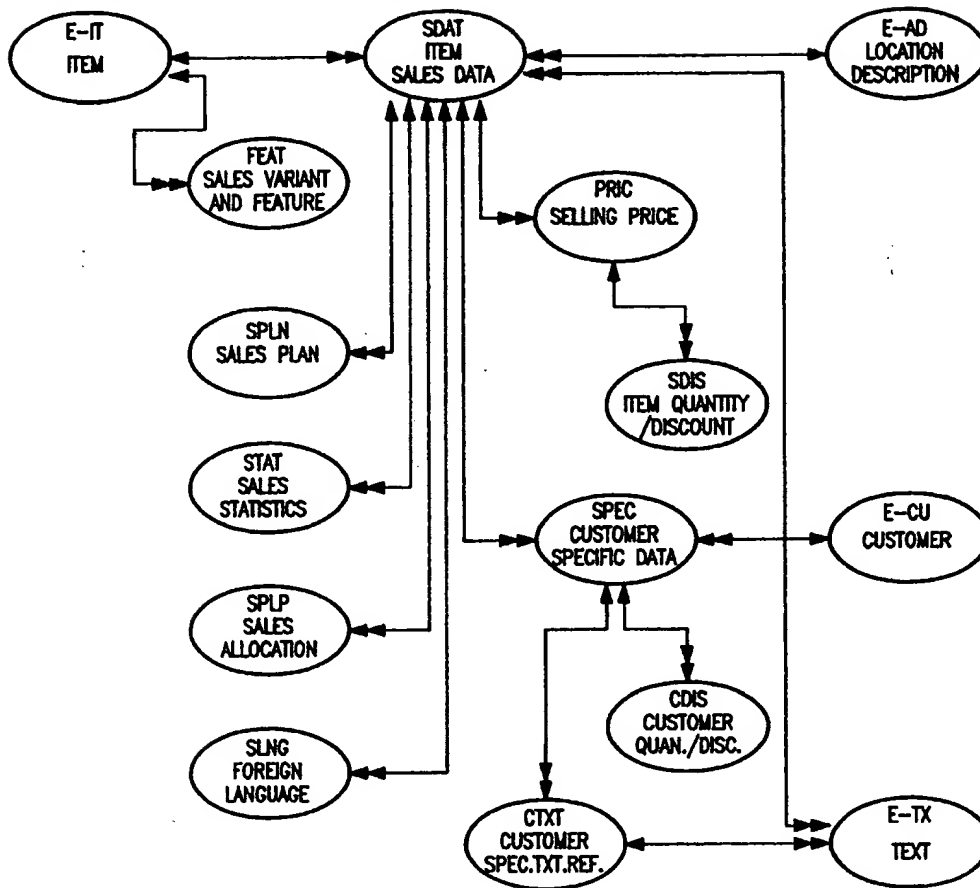 E-IT
ITEM
SDAT
ITEM
SALES DATA
E-AD
LOCATION
DESCRIPTION
FEAT
SALES VARIANT
AND FEATURE
PRIC
SELLING PRICE
SPLN
SALES PLAN
SDIS
ITEM QUANTITY
/DISCOUNT
STAT
SALES
STATISTICS
SPEC
CUSTOMER
SPECIFIC DATA
E-CU
CUSTOMER
SPLP
SALES
ALLOCATION
CDIS
CUSTOMER
QUAN./DISC.
SLNG
FOREIGN
LANGUAGE
CTXT
CUSTOMER
SPEC.TXT.REF.
E-TX
TEXT